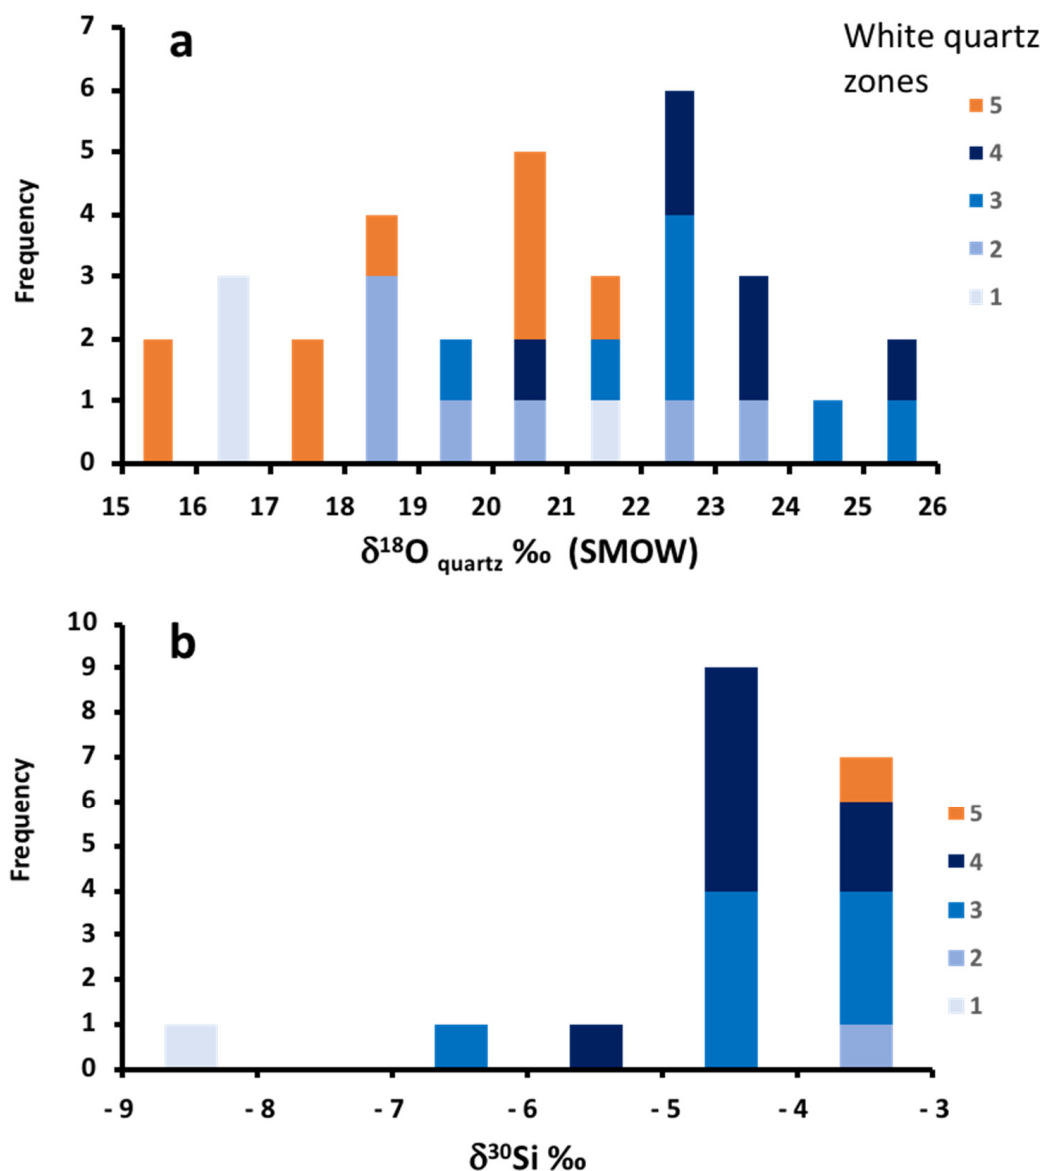 a
White quartz
zones
5
4
3
2
1
7
6
5
4
3
2
1
0
Frequency
15 16 17 18 19 20 21 22 23 24 25 26
δ18O quartz ‰ (SMOW)
b
10
9
8
7
6
5
4
3
2
1
0
Frequency
5
4
3
2
1
- 9 - 8 - 7 - 6 - 5 - 4 - 3
δ30Si ‰